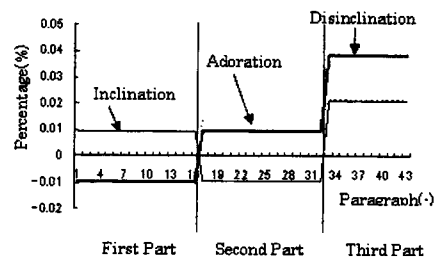 Percentage(%)
0.05
0.04
0.03
0.02
0.01
0
-0.01
-0.02
Inclination
Adoration
Disinclination
1 4 7 10 13 16 19 22 25 28 31 34 37 40 43
Paragraph(-)
First Part Second Part Third Part